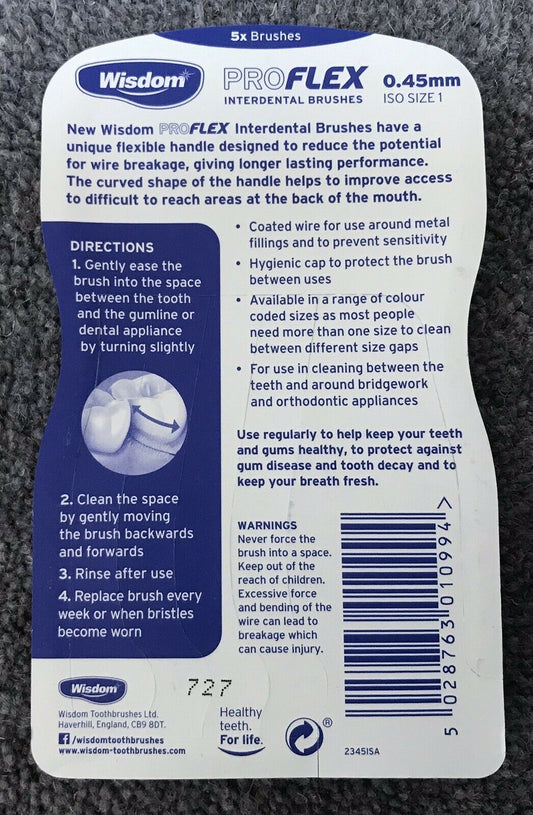 5x Brushes
Wisdom
PROFLEX
INTERDENTAL BRUSHES
0.45mm
ISO SIZE 1
New Wisdom PROFLEX Interdental Brushes have a
unique flexible handle designed to reduce the potential
for wire breakage, giving longer lasting performance.
The curved shape of the handle helps to improve access
to difficult to reach areas at the back of the mouth.
DIRECTIONS
1. Gently ease the
brush into the space
between the tooth
and the gumline or
dental appliance
by turning slightly
2. Clean the space
by gently moving
the brush backwards
and forwards
3. Rinse after use
4. Replace brush every
week or when bristles
become worn
• Coated wire for use around metal
fillings and to prevent sensitivity
• Hygienic cap to protect the brush
between uses
• Available in a range of colour
coded sizes as most people
need more than one size to clean
between different size gaps
• For use in cleaning between the
teeth and around bridgework
and orthodontic appliances
Use regularly to help keep your teeth
and gums healthy, to protect against
gum disease and tooth decay and to
keep your breath fresh.
WARNINGS
Never force the
brush into a space.
Keep out of the
reach of children.
Excessive force
and bending of the
wire can lead to
breakage which
can cause injury.
5 028763 010994 >
Wisdom
727
Wisdom Toothbrushes Ltd.
Haverhill, England, CB9 8DT.
f /wisdomtoothbrushes
www.wisdom-toothbrushes.com
Healthy
teeth.
For life.
®
2345ISA